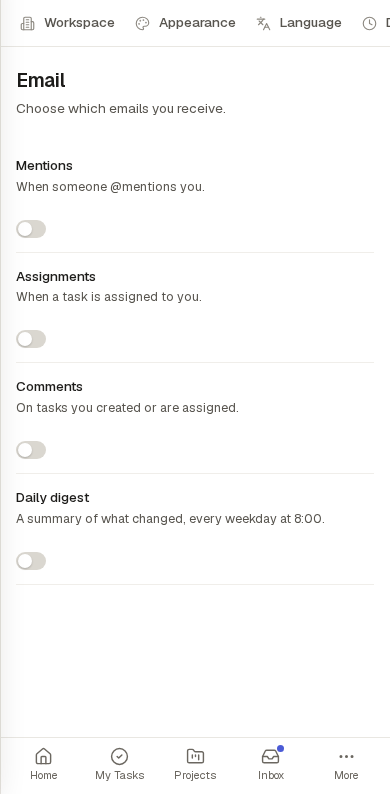 Workspace Appearance Language
Email
Choose which emails you receive.
Mentions
When someone @mentions you.
Assignments
When a task is assigned to you.
Comments
On tasks you created or are assigned.
Daily digest
A summary of what changed, every weekday at 8:00.
Home My Tasks Projects Inbox More